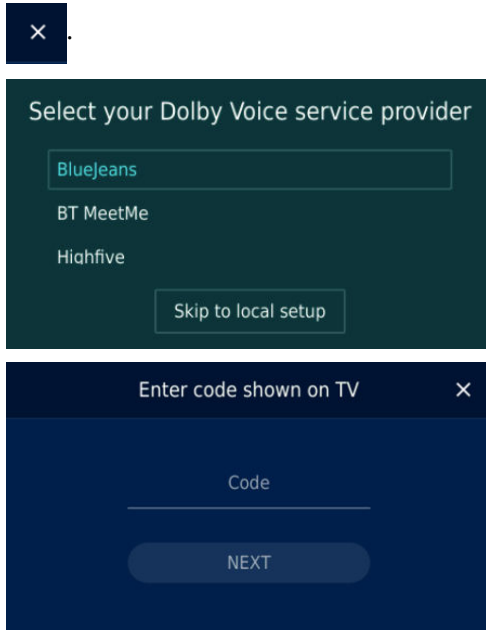 × .
Select your Dolby Voice service provider
BlueJeans
BT MeetMe
Highfive
Skip to local setup
Enter code shown on TV ×
Code
NEXT